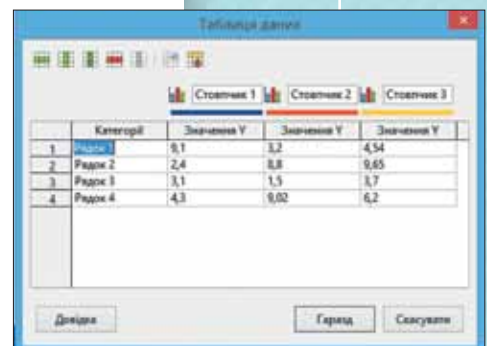 Таблиця даних
Стовпчик 1 Стовпчик 2 Стовпчик 3
Категорії Значення Y Значення Y Значення Y
1 Рядок 1 9,1 3,2 4,54
2 Рядок 2 2,4 8,8 9,65
3 Рядок 3 3,1 1,5 3,7
4 Рядок 4 4,3 9,02 6,2
Довідка Гаразд Скасувати